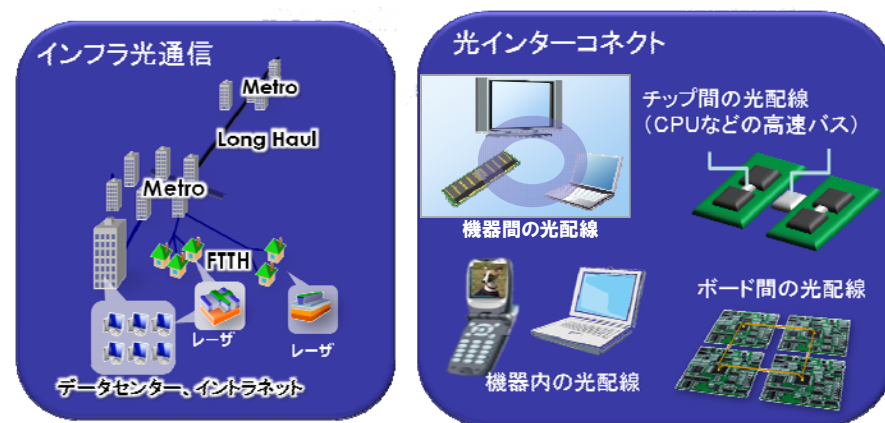 インフラ光通信
Metro
Long Haul
Metro
FTTH
レーザ
レーザ
データセンター、イントラネット
光インターコネクト
機器間の光配線
チップ間の光配線
（CPUなどの高速バス）
機器内の光配線
ボード間の光配線